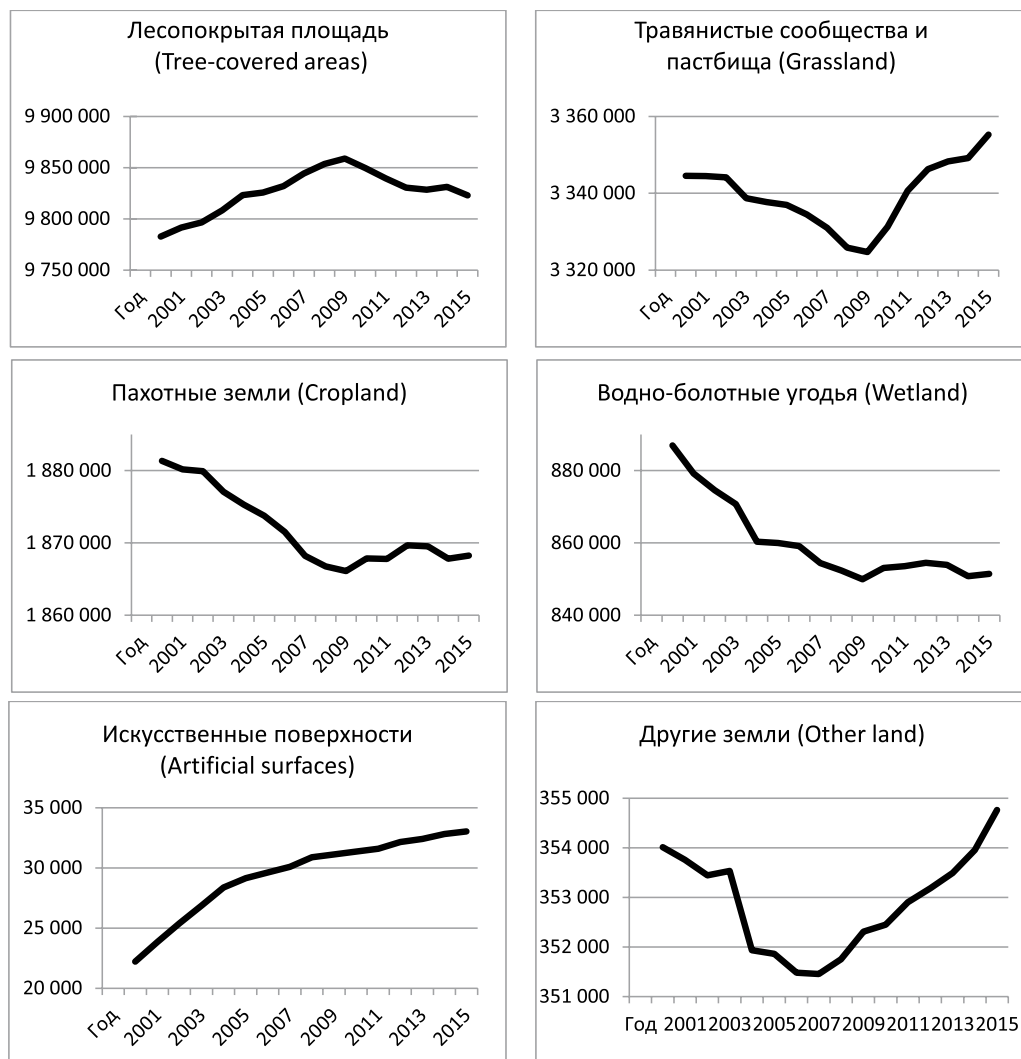 Лесопокрытая площадь
(Tree-covered areas)
9 900 000
9 850 000
9 800 000
9 750 000
Год 2001 2003 2005 2007 2009 2011 2013 2015
Травянистые сообщества и
пастбища (Grassland)
3 360 000
3 340 000
3 320 000
Год 2001 2003 2005 2007 2009 2011 2013 2015
Пахотные земли (Cropland)
1 880 000
1 870 000
1 860 000
Год 2001 2003 2005 2007 2009 2011 2013 2015
Водно-болотные угодья (Wetland)
880 000
860 000
840 000
Год 2001 2003 2005 2007 2009 2011 2013 2015
Искусственные поверхности
(Artificial surfaces)
35 000
30 000
25 000
20 000
Год 2001 2003 2005 2007 2009 2011 2013 2015
Другие земли (Other land)
355 000
354 000
353 000
352 000
351 000
Год 2001 2003 2005 2007 2009 2011 2013 2015